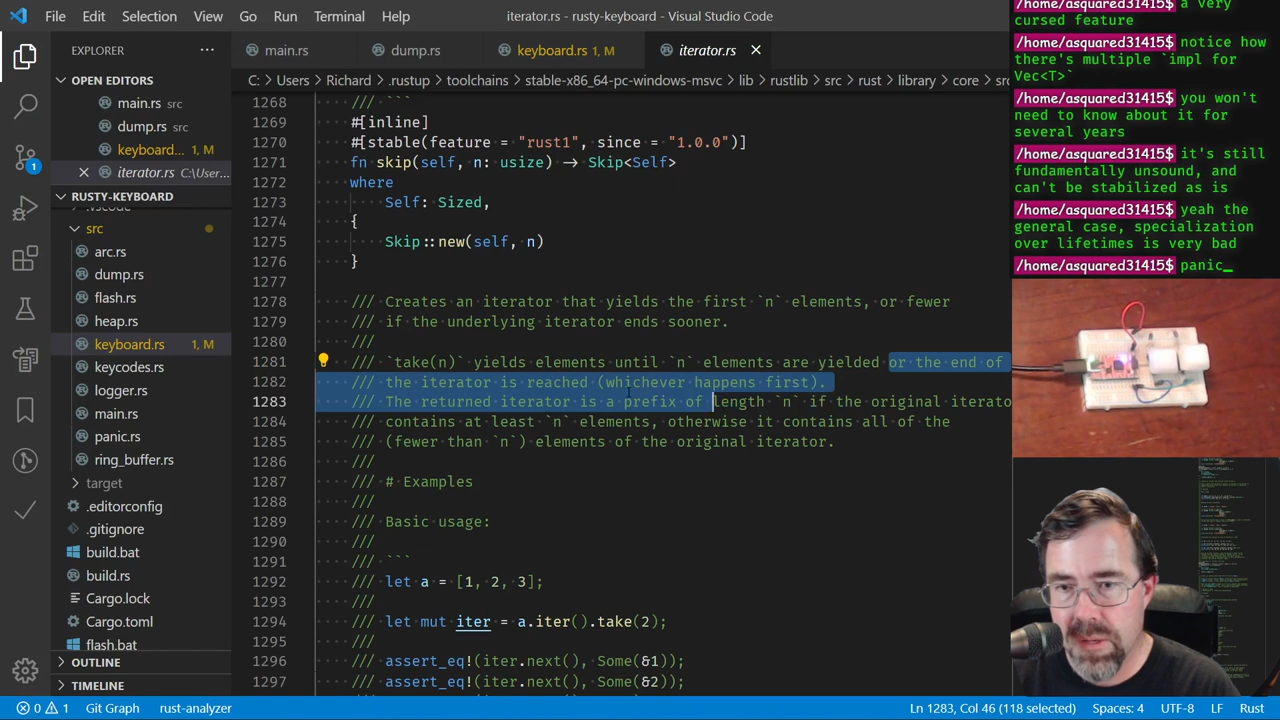 File Edit Selection View Go Run Terminal Help
iterator.rs - rusty-keyboard - Visual Studio Code
EXPLORER
OPEN EDITORS
main.rs src
dump.rs src
keyboard... 1, M
iterator.rs C:\User...
RUSTY-KEYBOARD
.vscode
src
arc.rs
dump.rs
flash.rs
heap.rs
keyboard.rs 1, M
keycodes.rs
logger.rs
main.rs
panic.rs
ring_buffer.rs
target
.editorconfig
.gitignore
build.bat
build.rs
Cargo.lock
Cargo.toml
flash.bat
OUTLINE
TIMELINE
main.rs
dump.rs
keyboard.rs 1, M
iterator.rs
C: > Users > Richard > .rustup > toolchains > stable-x86_64-pc-windows-msvc > lib > rustlib > src > rust > library > core > src
1268 /// ```
1269 #[inline]
1270 #[stable(feature = "rust1", since = "1.0.0")]
1271 fn skip(self, n: usize) -> Skip<Self>
1272 where
1273 Self: Sized,
1274 {
1275 Skip::new(self, n)
1276 }
1277
1278 /// Creates an iterator that yields the first `n` elements, or fewer
1279 /// if the underlying iterator ends sooner.
1280 ///
1281 /// `take(n)` yields elements until `n` elements are yielded or the end of
1282 /// the iterator is reached (whichever happens first).
1283 /// The returned iterator is a prefix of length `n` if the original iterato
1284 /// contains at least `n` elements, otherwise it contains all of the
1285 /// (fewer than `n`) elements of the original iterator.
1286 ///
1287 /// # Examples
1288 ///
1289 /// Basic usage:
1290 ///
1291 /// ```
1292 /// let a = [1, 2, 3];
1293 ///
1294 /// let mut iter = a.iter().take(2);
1295 ///
1296 /// assert_eq!(iter.next(), Some(&1));
1297 /// assert_eq!(iter.next(), Some(&2));
0 1 Git Graph rust-analyzer
Ln 1283, Col 46 (118 selected) Spaces: 4 UTF-8 LF Rust
/home/asquared31415$ a very
cursed feature
/home/asquared31415$ notice how
there's multiple `impl for
Vec<T>`
/home/asquared31415$ you won't
need to know about it for
several years
/home/asquared31415$ it's still
fundamentally unsound, and
can't be stabilized as is
/home/asquared31415$ yeah the
general case, specialization
over lifetimes is very bad
/home/asquared31415$ panic_